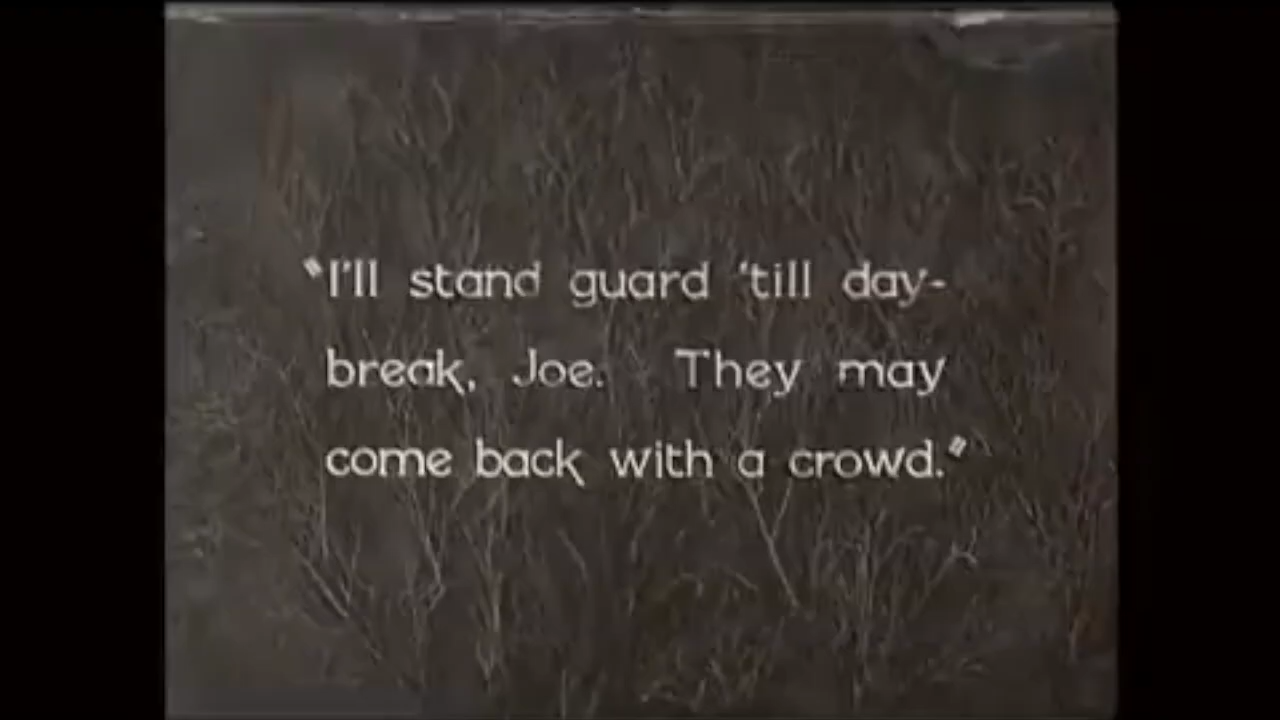 "I'll stand guard 'till day-
break, Joe. They may
come back with a crowd."